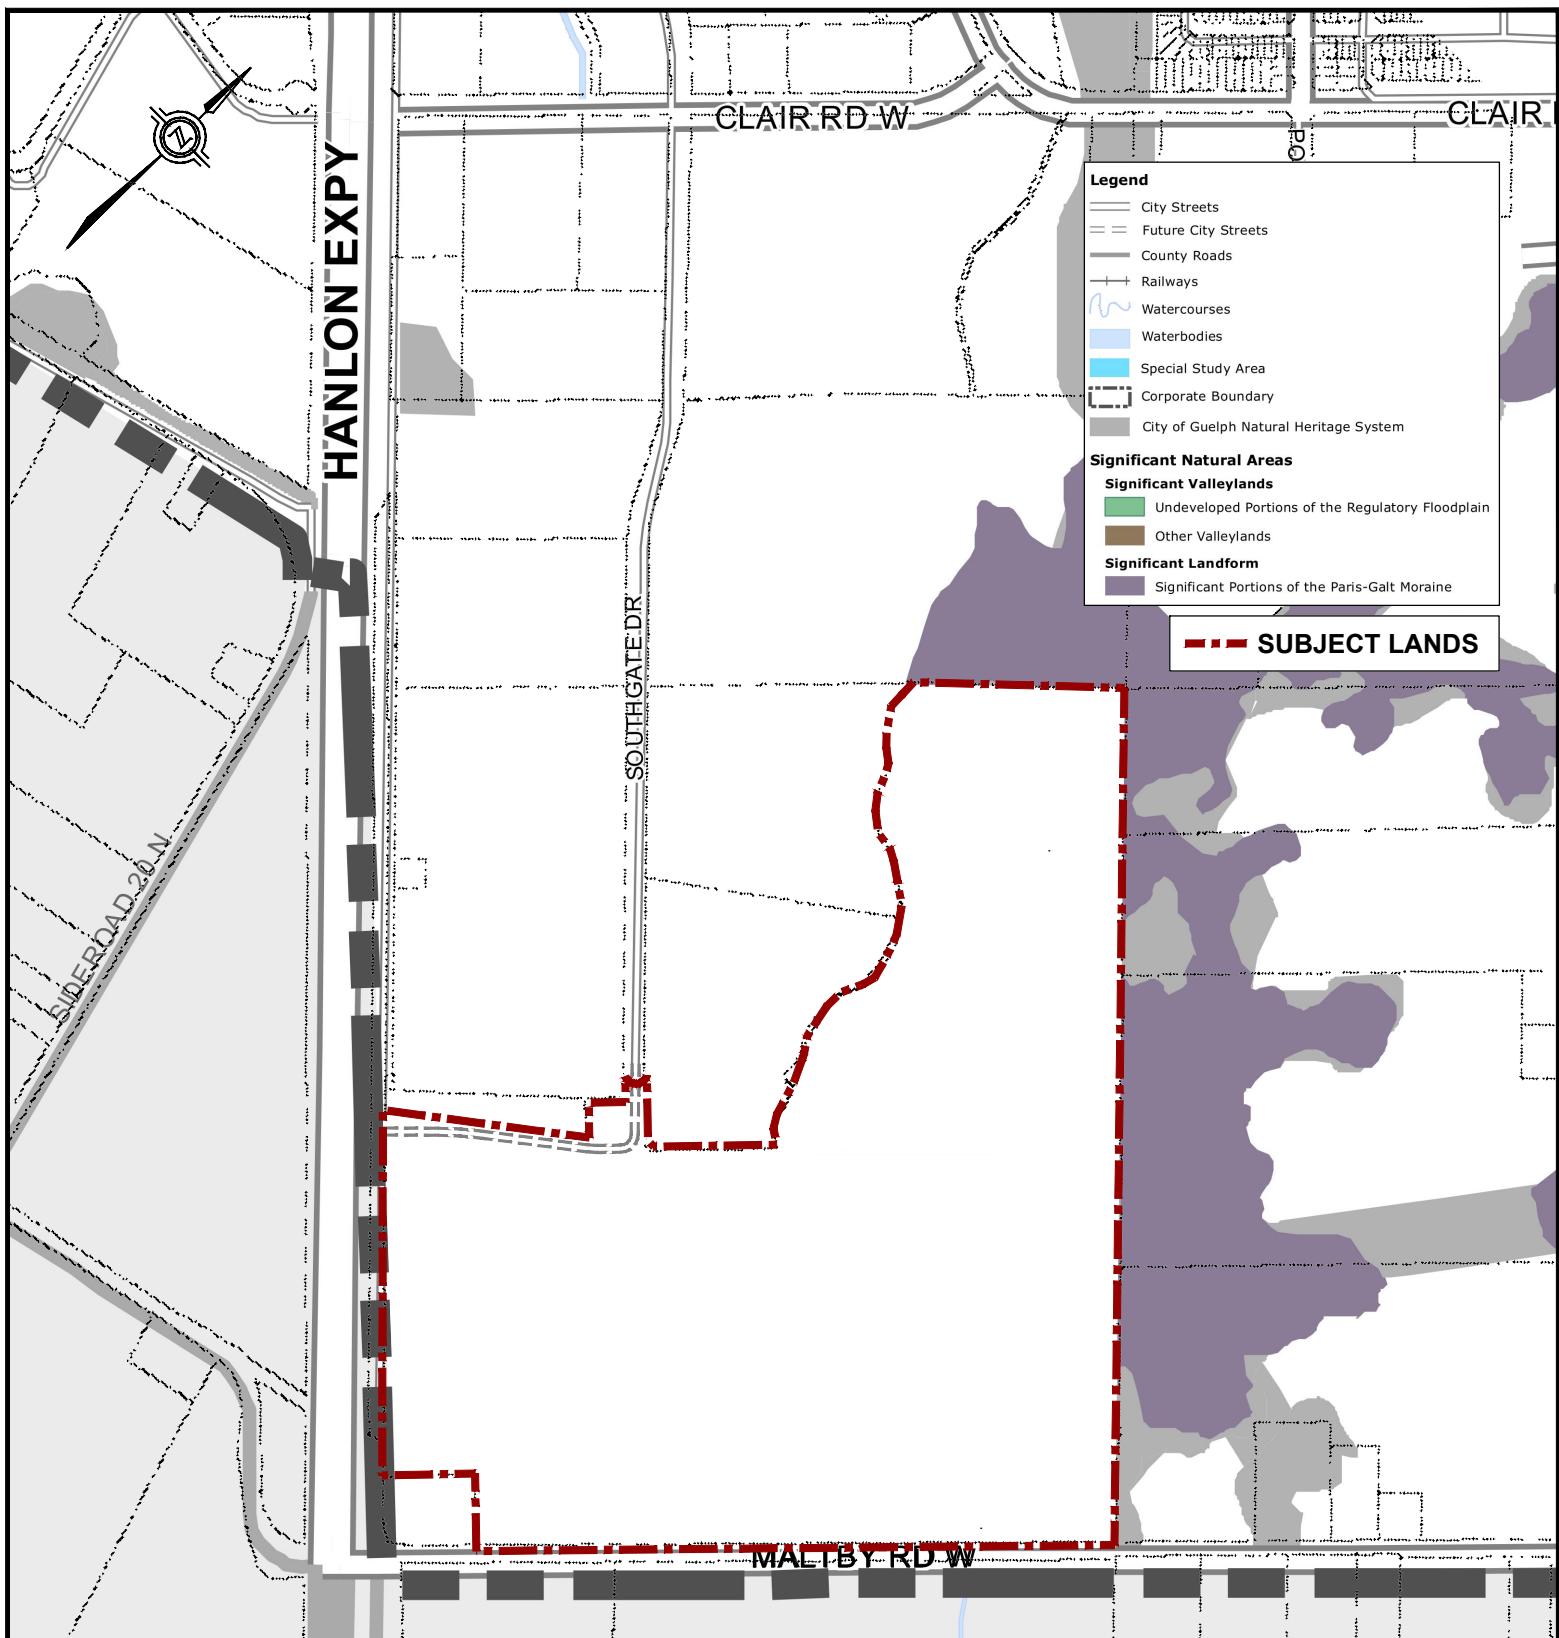 CLAIR RD W
CLAIR
PO
Z
HANLON EXPY
Legend
City Streets
Future City Streets
County Roads
Railways
Watercourses
Waterbodies
Special Study Area
Corporate Boundary
City of Guelph Natural Heritage System
Significant Natural Areas
Significant Valleylands
Undeveloped Portions of the Regulatory Floodplain
Other Valleylands
Significant Landform
Significant Portions of the Paris-Galt Moraine
SUBJECT LANDS
SOUTHGATE DR
SIDEROAD 20 N
MALTBY RD W